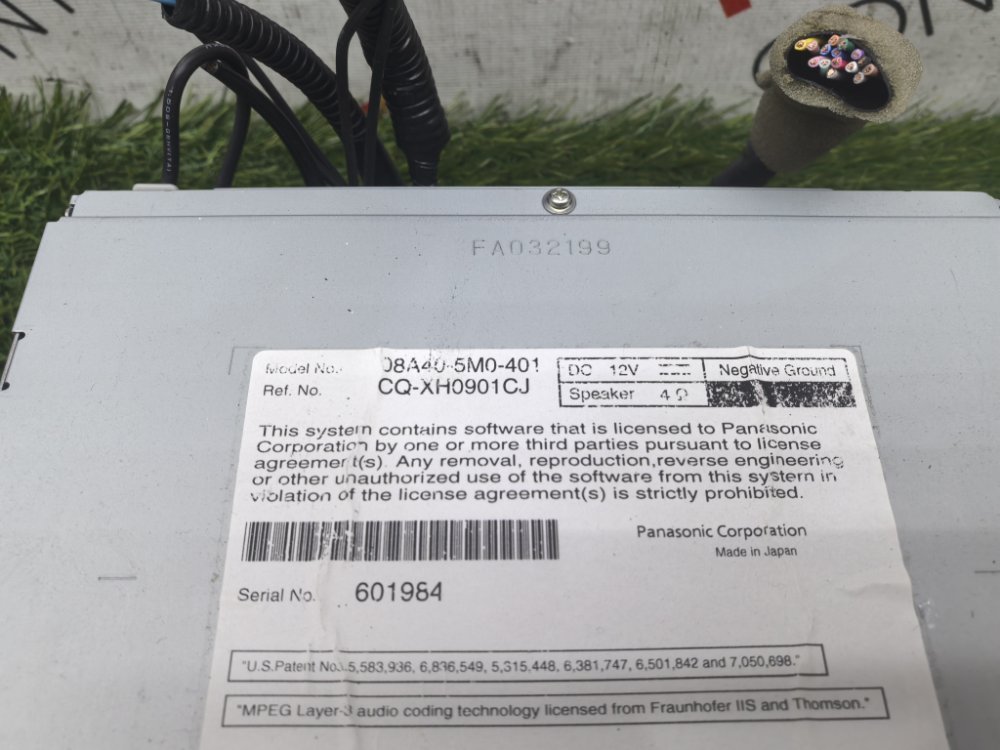 FA032199
Model No. 08A40-5M0-401
Ref. No. CQ-XH0901CJ
DC 12V Negative Ground
Speaker 4 Ω
This system contains software that is licensed to Panasonic
Corporation by one or more third parties pursuant to license
agreement(s). Any removal, reproduction,reverse engineering
or other unauthorized use of the software from this system in
violation of the license agreement(s) is strictly prohibited.
Panasonic Corporation
Made in Japan
Serial No. 601984
"U.S.Patent No.5,583,936, 6,836,549, 5,315,448, 6,381,747, 6,501,842 and 7,050,698."
"MPEG Layer-3 audio coding technology licensed from Fraunhofer IIS and Thomson."